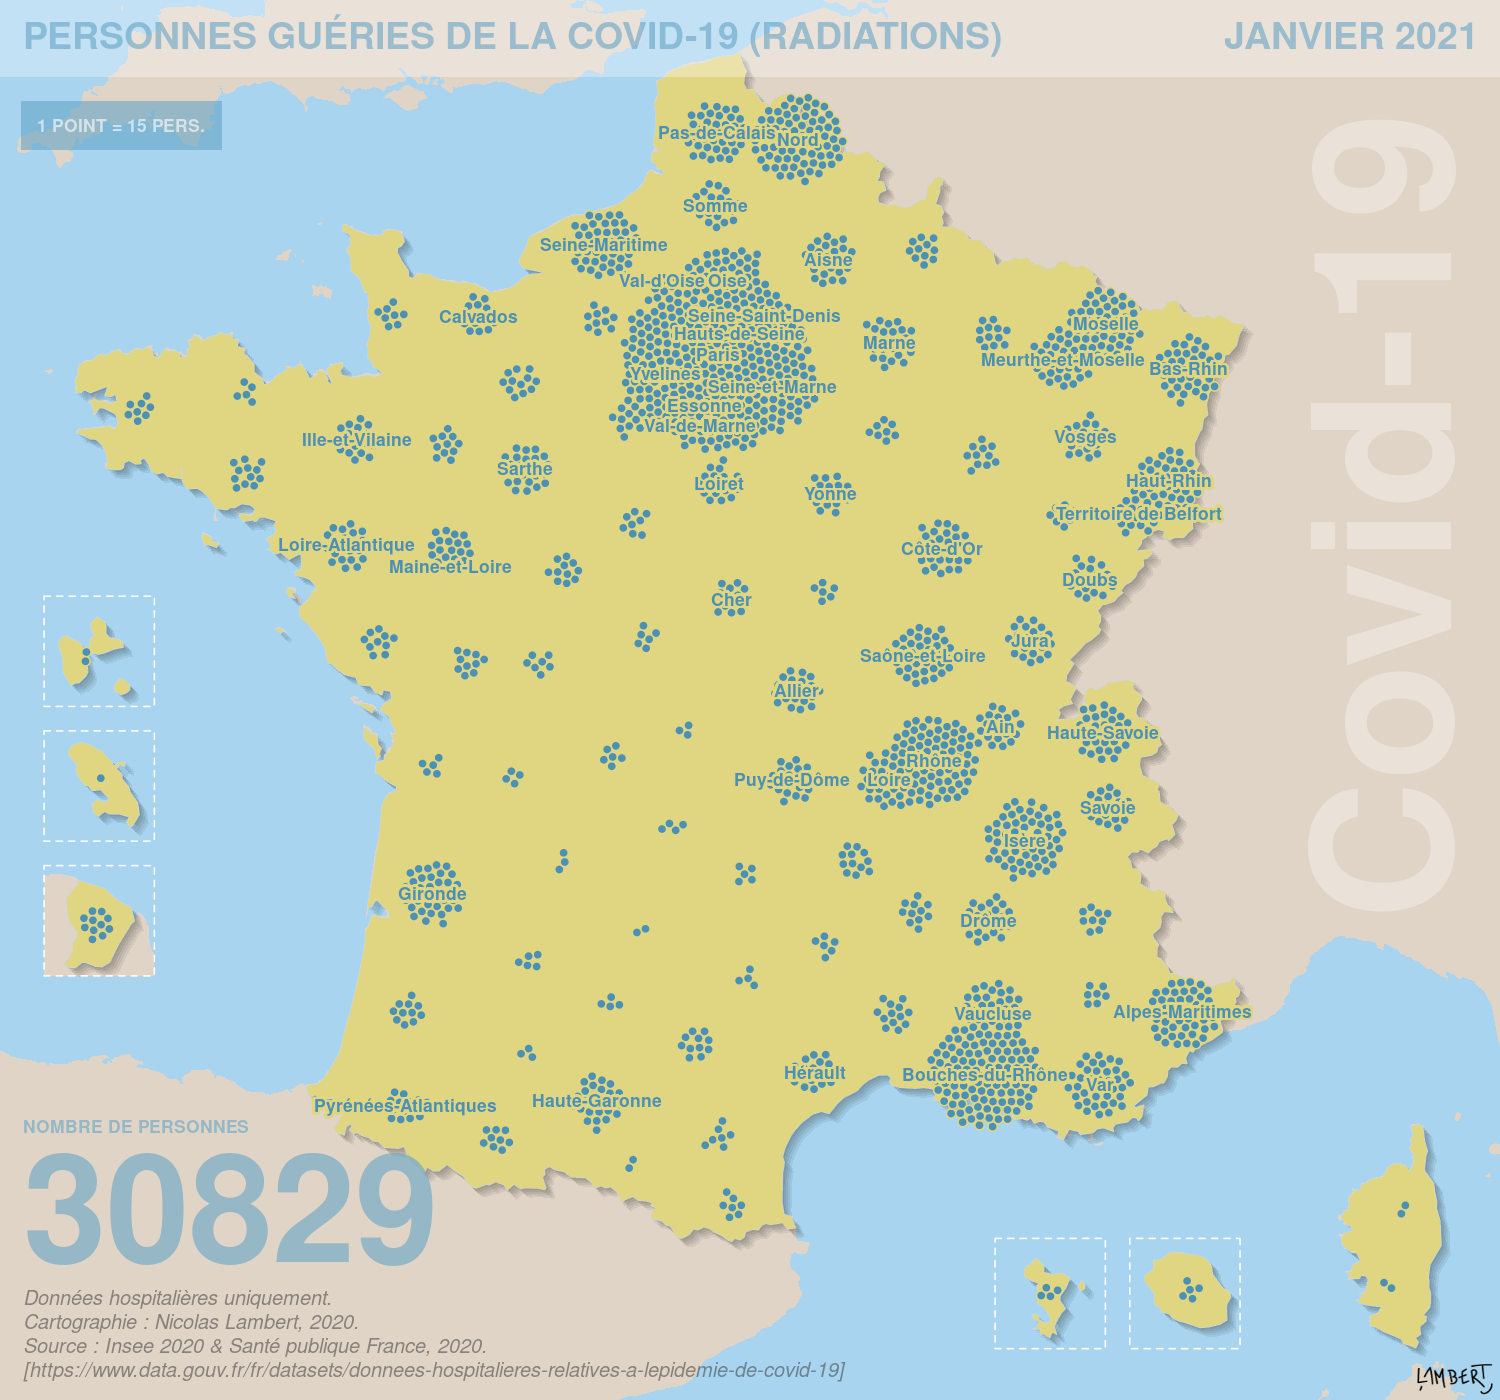 PERSONNES GUÉRIES DE LA COVID-19 (RADIATIONS)
JANVIER 2021
1 POINT = 15 PERS.
Covid-19
Pas-de-Calais
Nord
Somme
Seine-Maritime
Aisne
Val-d'Oise
Oise
Calvados
Seine-Saint-Denis
Moselle
Hauts-de-Seine
Marne
Paris
Meurthe-et-Moselle
Bas-Rhin
Yvelines
Seine-et-Marne
Essonne
Val-de-Marne
Ille-et-Vilaine
Vosges
Sarthe
Loiret
Haut-Rhin
Yonne
Territoire de Belfort
Loire-Atlantique
Côte-d'Or
Maine-et-Loire
Doubs
Cher
Jura
Saône-et-Loire
Allier
Ain
Haute-Savoie
Rhône
Puy-de-Dôme
Loire
Savoie
Isère
Gironde
Drôme
Vaucluse
Alpes-Maritimes
Hérault
Bouches-du-Rhône
Var
Haute-Garonne
Pyrénées-Atlantiques
NOMBRE DE PERSONNES
30829
Données hospitalières uniquement.
Cartographie : Nicolas Lambert, 2020.
Source : Insee 2020 & Santé publique France, 2020.
[https://www.data.gouv.fr/fr/datasets/donnees-hospitalieres-relatives-a-lepidemie-de-covid-19]
LAMBERT